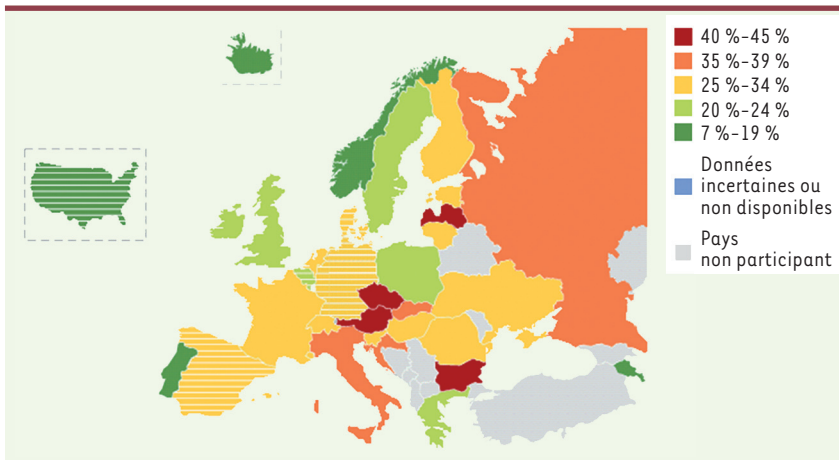 40 %–45 %
35 %–39 %
25 %–34 %
20 %–24 %
7 %–19 %
Données
incertaines ou
non disponibles
Pays
non participant